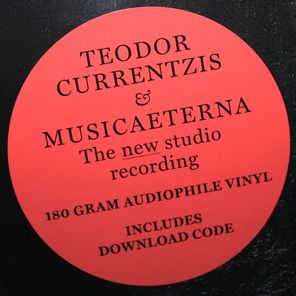 TEODOR
CURRENTZIS
&
MUSICAETERNA
The new studio
recording
180 GRAM AUDIOPHILE VINYL
INCLUDES
DOWNLOAD CODE